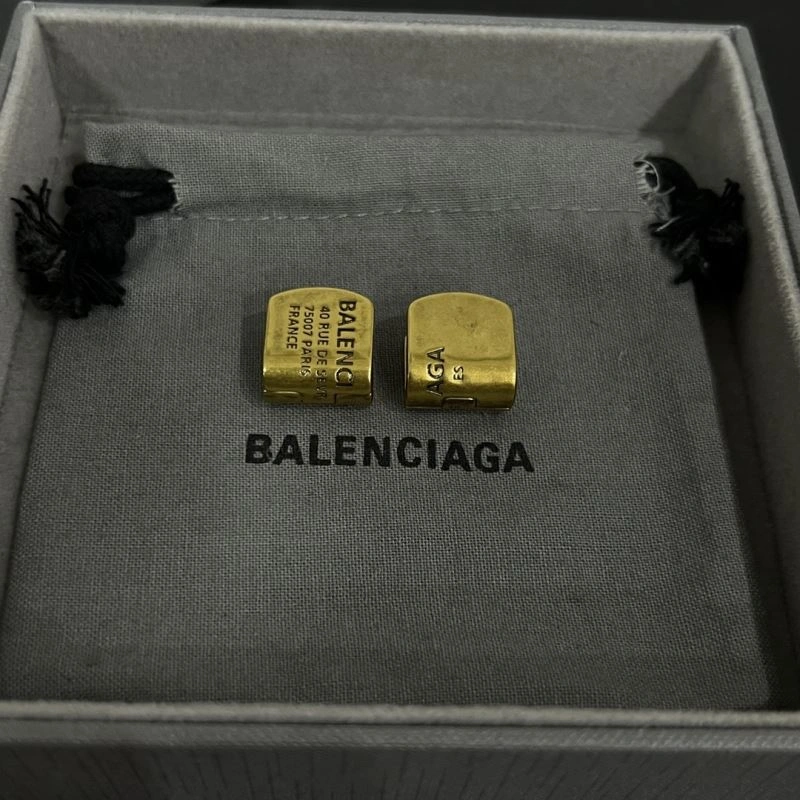 BALENCI
40 RUE DE SEVR
75007 PARIS
FRANCE
AGA
ES
BALENCIAGA